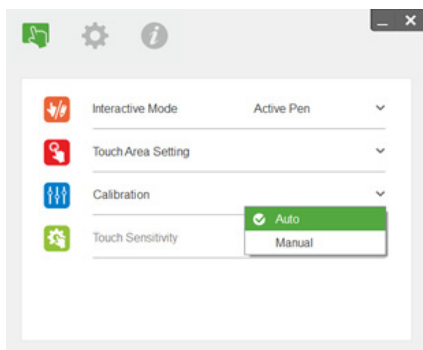 Interactive Mode Active Pen
Touch Area Setting
Calibration
Auto
Touch Sensitivity
Manual